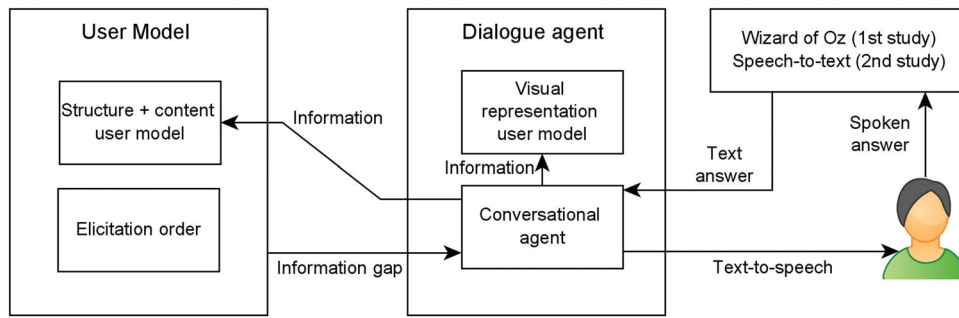 User Model
Structure + content
user model
Elicitation order
Information
Information gap
Dialogue agent
Visual
representation
user model
Information
Conversational
agent
Wizard of Oz (1st study)
Speech-to-text (2nd study)
Text
answer
Spoken
answer
Text-to-speech